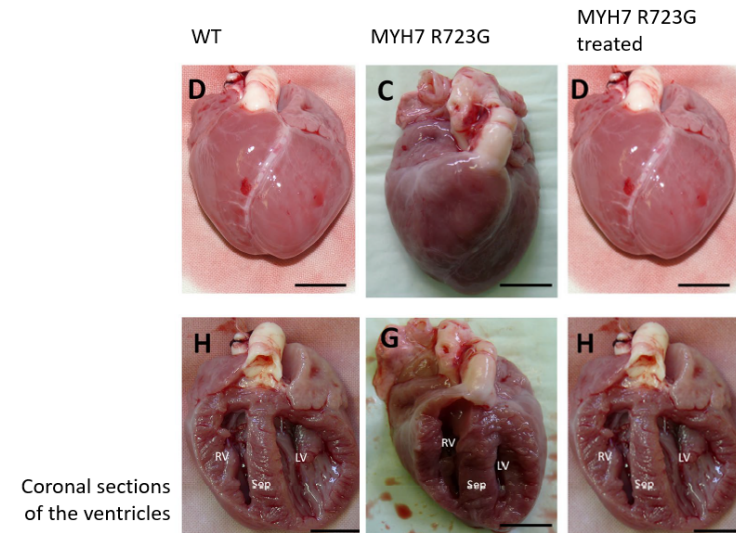 WT
MYH7 R723G
MYH7 R723G
treated
D
C
D
H
G
H
RV
LV
Sep
RV
LV
Sep
RV
LV
Sep
Coronal sections
of the ventricles